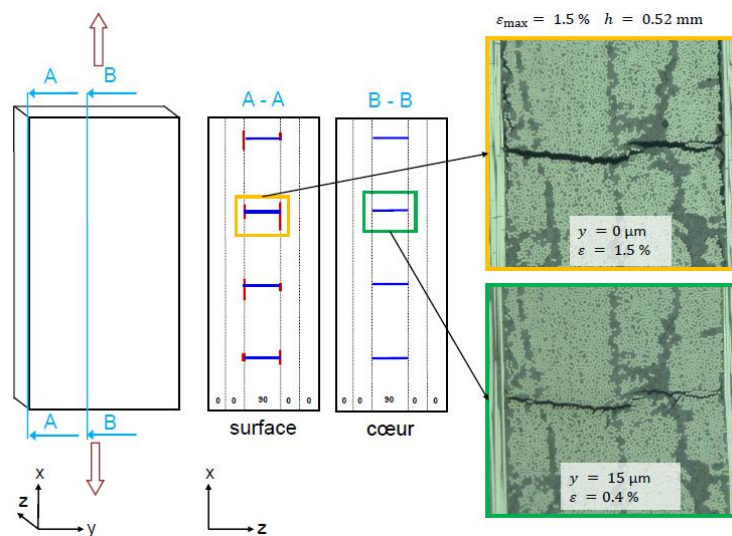 ε_max = 1.5 % h = 0.52 mm
A B
A - A B - B
y = 0 μm
ε = 1.5 %
0 0 90 0 0
0 0 90 0 0
A B
surface cœur
y = 15 μm
ε = 0.4 %
x
z
y
x
z